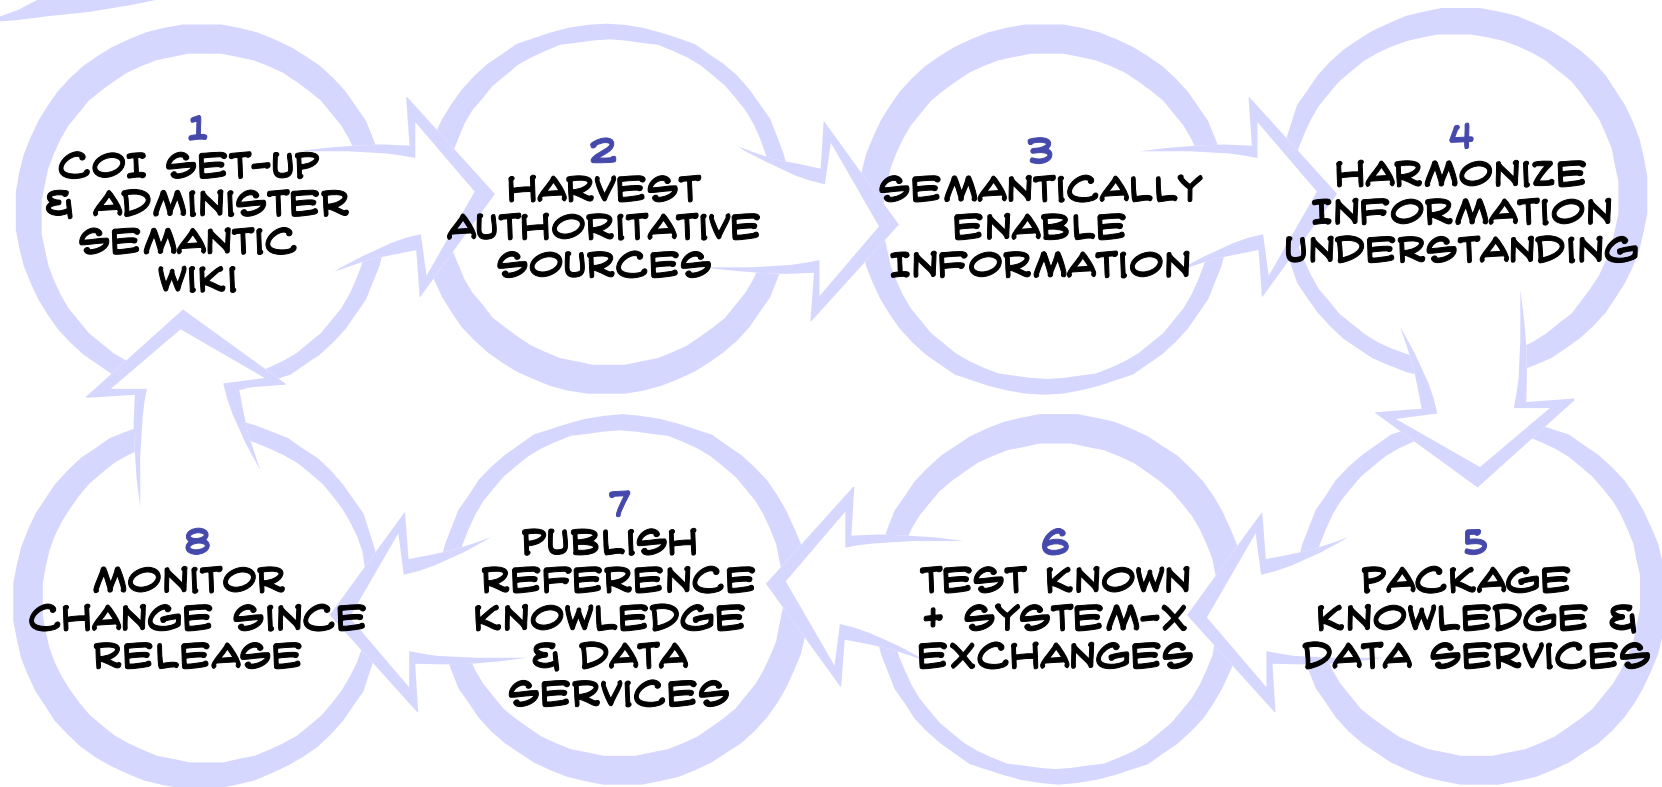 1
COI SET-UP
& ADMINISTER
SEMANTIC
WIKI
2
HARVEST
AUTHORITATIVE
SOURCES
3
SEMANTICALLY
ENABLE
INFORMATION
4
HARMONIZE
INFORMATION
UNDERSTANDING
5
PACKAGE
KNOWLEDGE &
DATA SERVICES
6
TEST KNOWN
+ SYSTEM-X
EXCHANGES
7
PUBLISH
REFERENCE
KNOWLEDGE
& DATA
SERVICES
8
MONITOR
CHANGE SINCE
RELEASE